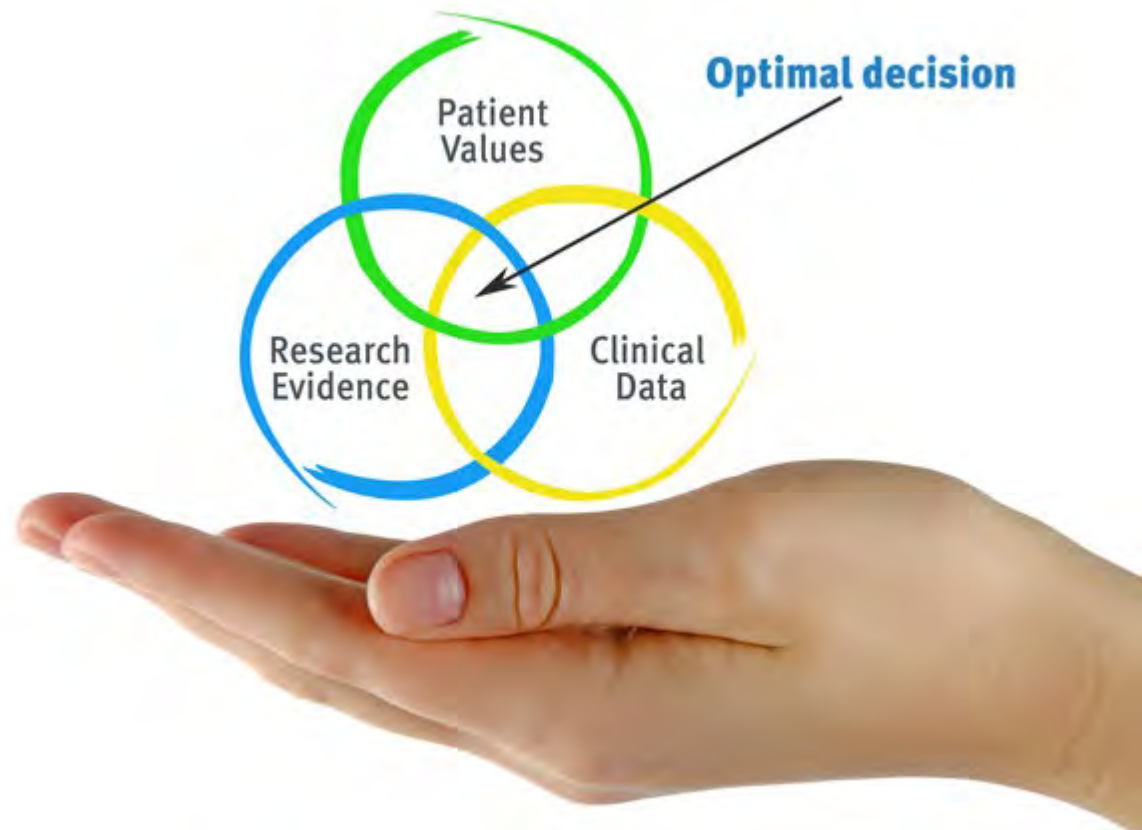 Optimal decision
Patient
Values
Research
Evidence
Clinical
Data